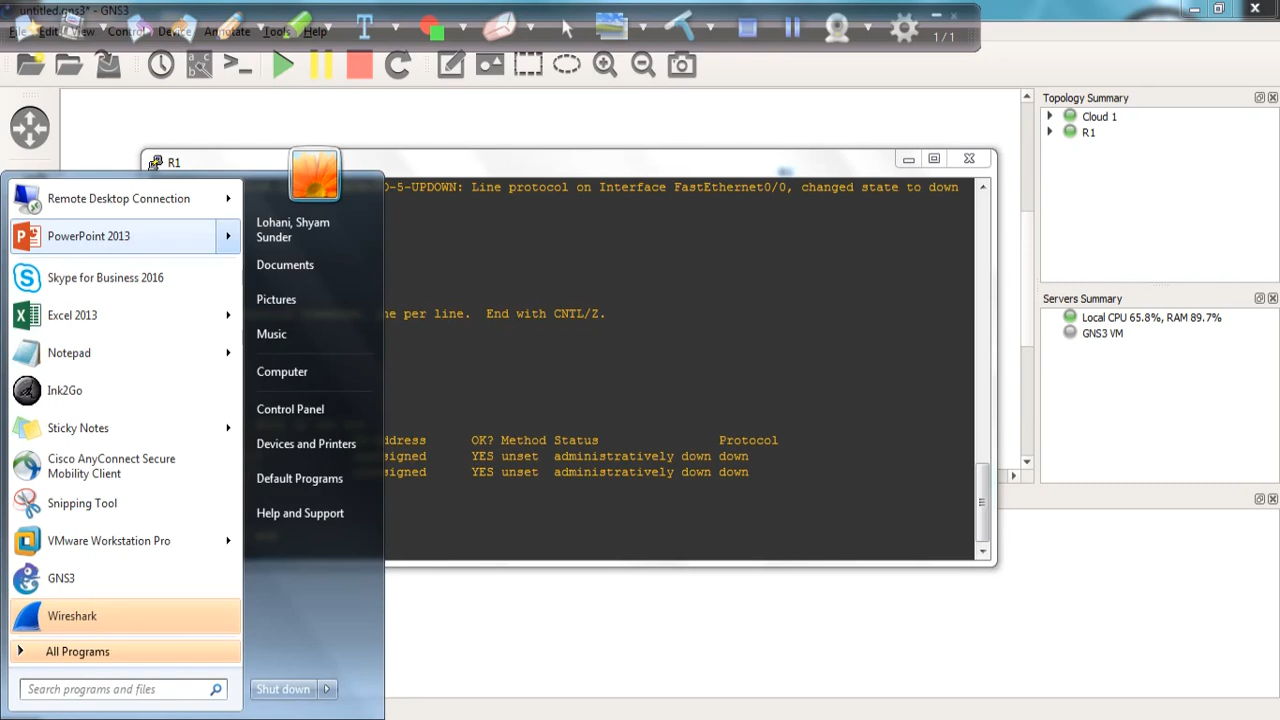 untitled.gns3* - GNS3
File Edit View Control Device Annotate Tools Help
1/1
a b c
Topology Summary
Cloud 1
R1
R1
D-5-UPDOWN: Line protocol on Interface FastEthernet0/0, changed state to down
ne per line. End with CNTL/Z.
ddress OK? Method Status Protocol
signed YES unset administratively down down
signed YES unset administratively down down
Servers Summary
Local CPU 65.8%, RAM 89.7%
GNS3 VM
Remote Desktop Connection
PowerPoint 2013
Skype for Business 2016
Excel 2013
Notepad
Ink2Go
Sticky Notes
Cisco AnyConnect Secure
Mobility Client
Snipping Tool
VMware Workstation Pro
GNS3
Wireshark
All Programs
Search programs and files
Lohani, Shyam
Sunder
Documents
Pictures
Music
Computer
Control Panel
Devices and Printers
Default Programs
Help and Support
Shut down